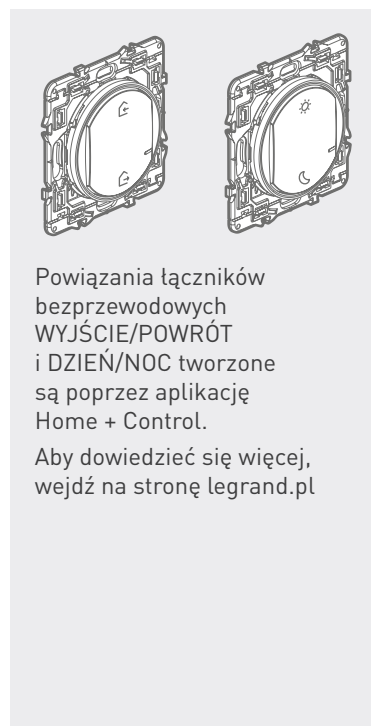 Powiązania łączników
bezprzewodowych
WYJŚCIE/POWRÓT
i DZIEŃ/NOC tworzone
są poprzez aplikację
Home + Control.
Aby dowiedzieć się więcej,
wejdź na stronę legrand.pl